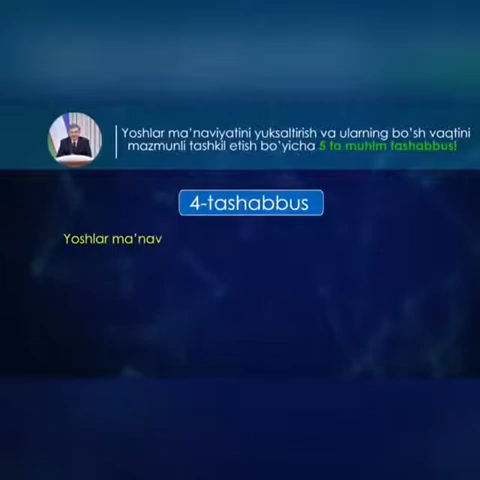 Yoshlar ma'naviyatini yuksaltirish va ularning bo'sh vaqtini
mazmunli tashkil etish bo'yicha 5 ta muhim tashabbus!
4-tashabbus
Yoshlar ma'nav